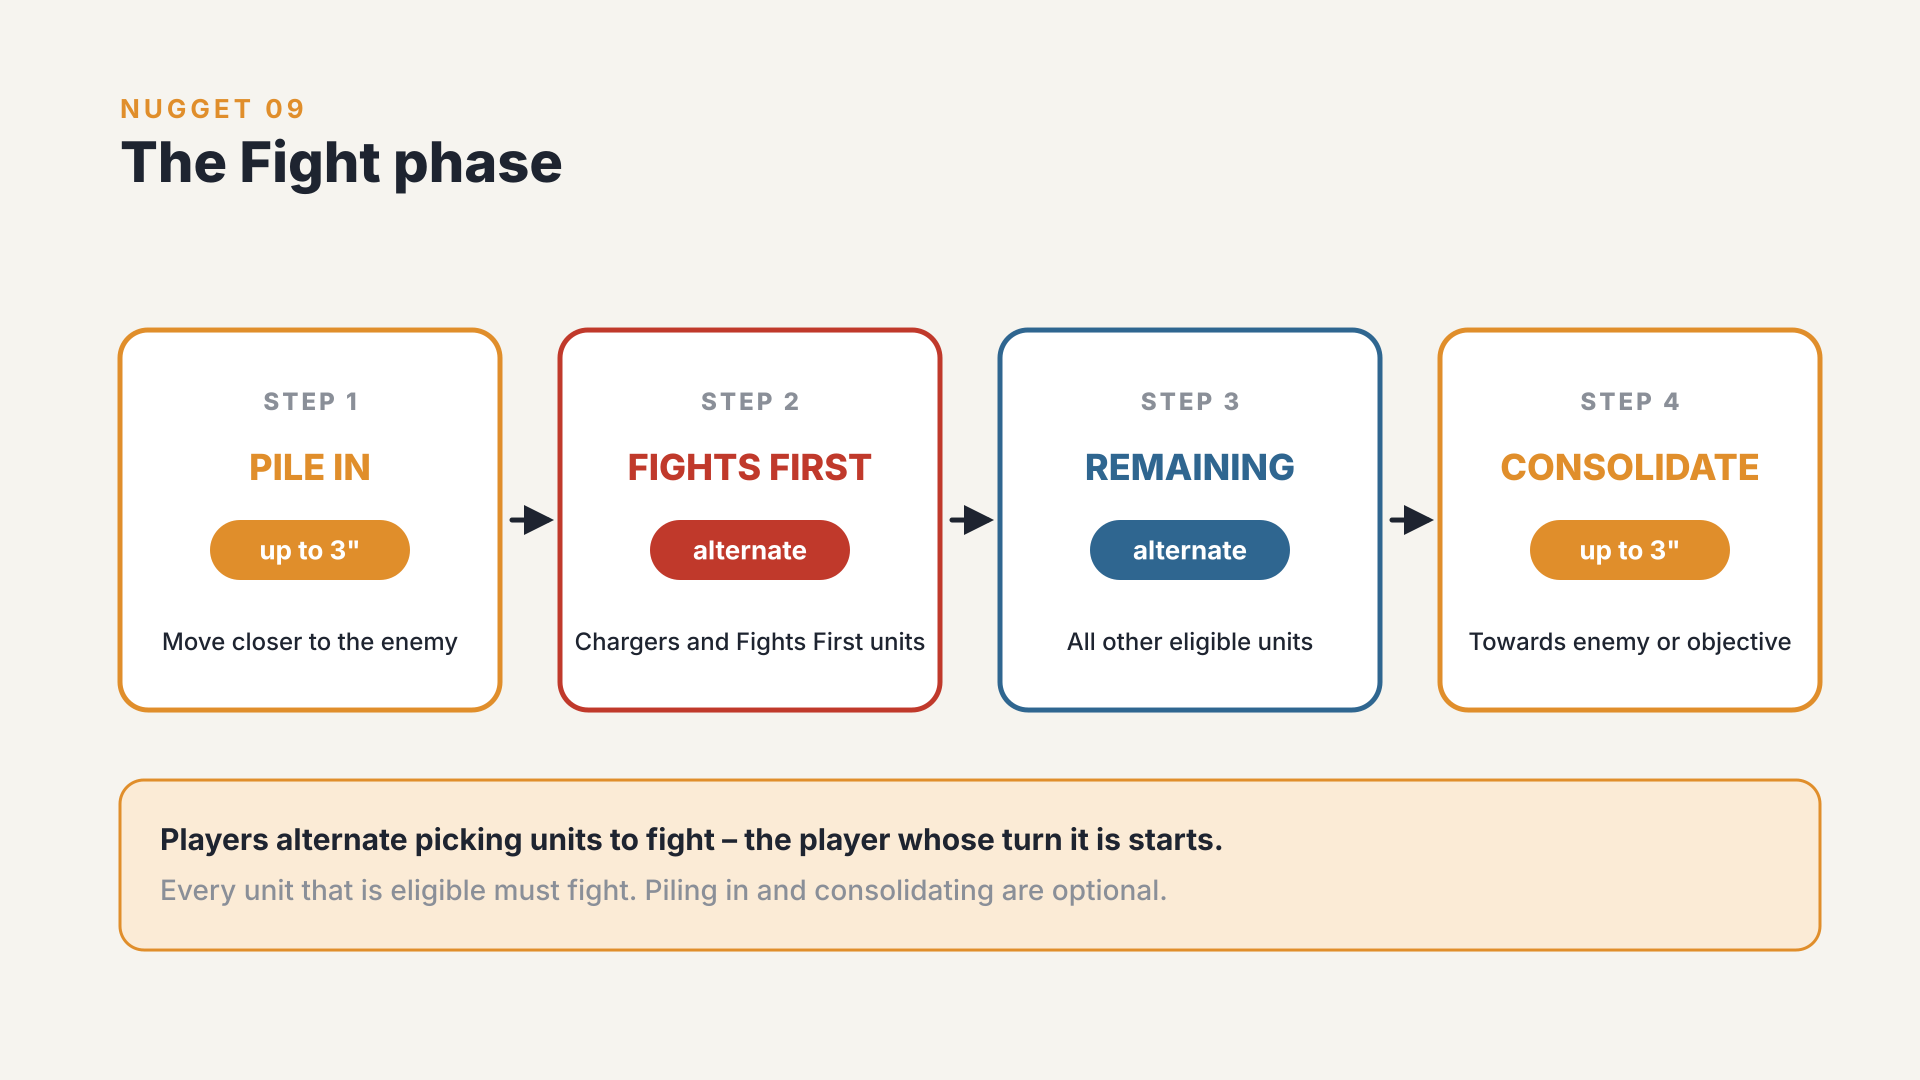 NUGGET 09
The Fight phase
STEP 1
PILE IN
up to 3"
Move closer to the enemy
STEP 2
FIGHTS FIRST
alternate
Chargers and Fights First units
STEP 3
REMAINING
alternate
All other eligible units
STEP 4
CONSOLIDATE
up to 3"
Towards enemy or objective
Players alternate picking units to fight – the player whose turn it is starts.
Every unit that is eligible must fight. Piling in and consolidating are optional.